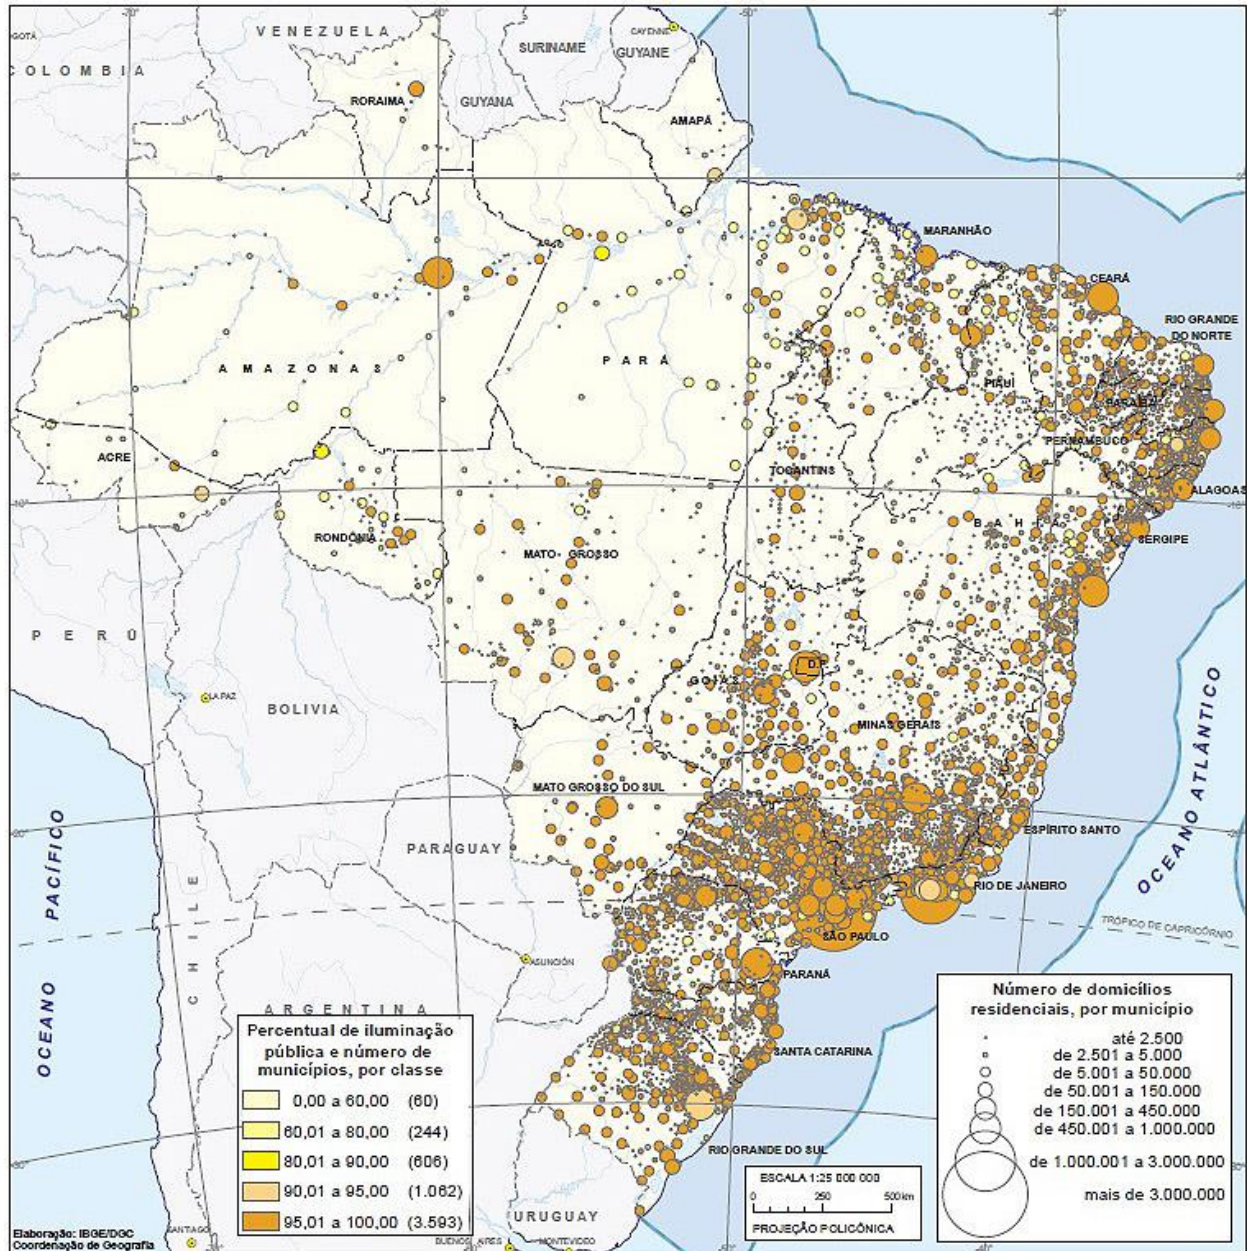 VENEZUELA
SURINAME
CAYENNE
GUYANE
COLOMBIA
GUYANA
RORAIMA
AMAPÁ
MARANHÃO
CEARÁ
RIO GRANDE
DO NORTE
AMAZONAS
PARÁ
PIAUÍ
PARAÍBA
PERNAMBUCO
ACRE
TOCANTINS
ALAGOAS
BAHIA
SERGIPE
RONDÔNIA
MATO GROSSO
PERÚ
D.F
LA PAZ
GOIÁS
BOLIVIA
MINAS GERAIS
MATO GROSSO DO SUL
ESPÍRITO SANTO
PARAGUAY
RIO DE JANEIRO
OCEANO ATLÂNTICO
OCEANO PACÍFICO
CHILE
TRÓPICO DE CAPRICÓRNIO
SÃO PAULO
ASUNCIÓN
PARANÁ
ARGENTINA
SANTA CATARINA
RIO GRANDE DO SUL
URUGUAY
SANTIAGO
BUENOS AIRES
MONTEVIDEO
Percentual de iluminação
pública e número de
municípios, por classe
0,00 a 60,00 (60)
60,01 a 80,00 (244)
80,01 a 90,00 (606)
90,01 a 95,00 (1.062)
95,01 a 100,00 (3.593)
Número de domicílios
residenciais, por município
até 2.500
de 2.501 a 5.000
de 5.001 a 50.000
de 50.001 a 150.000
de 150.001 a 450.000
de 450.001 a 1.000.000
de 1.000.001 a 3.000.000
mais de 3.000.000
ESCALA 1:25 000 000
0 250 500 km
PROJEÇÃO POLICÔNICA
Elaboração: IBGE/DGC
Coordenação de Geografia